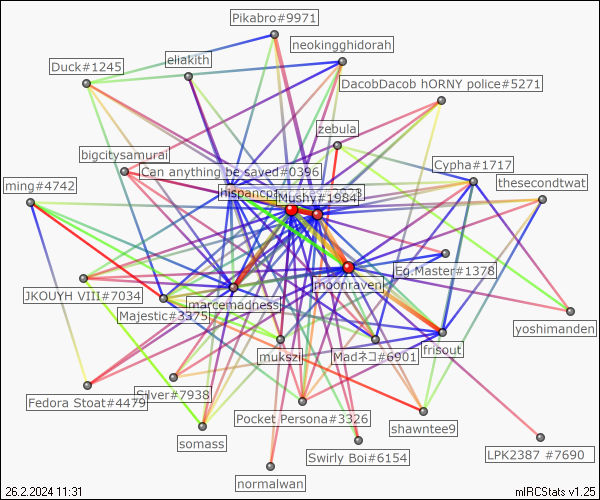 Pikabro#9971
neokingghidorah
eliakith
Duck#1245
DacobDacob hORNY police#5271
zebula
bigcitysamurai
Cypha#1717
Can anything be saved#0396
ming#4742
thesecondtwat
Mushy#1984
Eg.Master#1378
moonraven
JKOUYH VIII#7034
marcemadness
Majestic#3375
yoshimanden
mukszi
Madネコ#6901
frisout
Silver#7938
Fedora Stoat#4479
Pocket Persona#3326
shawntee9
somass
Swirly Boi#6154
LPK2387 #7690
normalwan
26.2.2024 11:31
mIRCStats v1.25